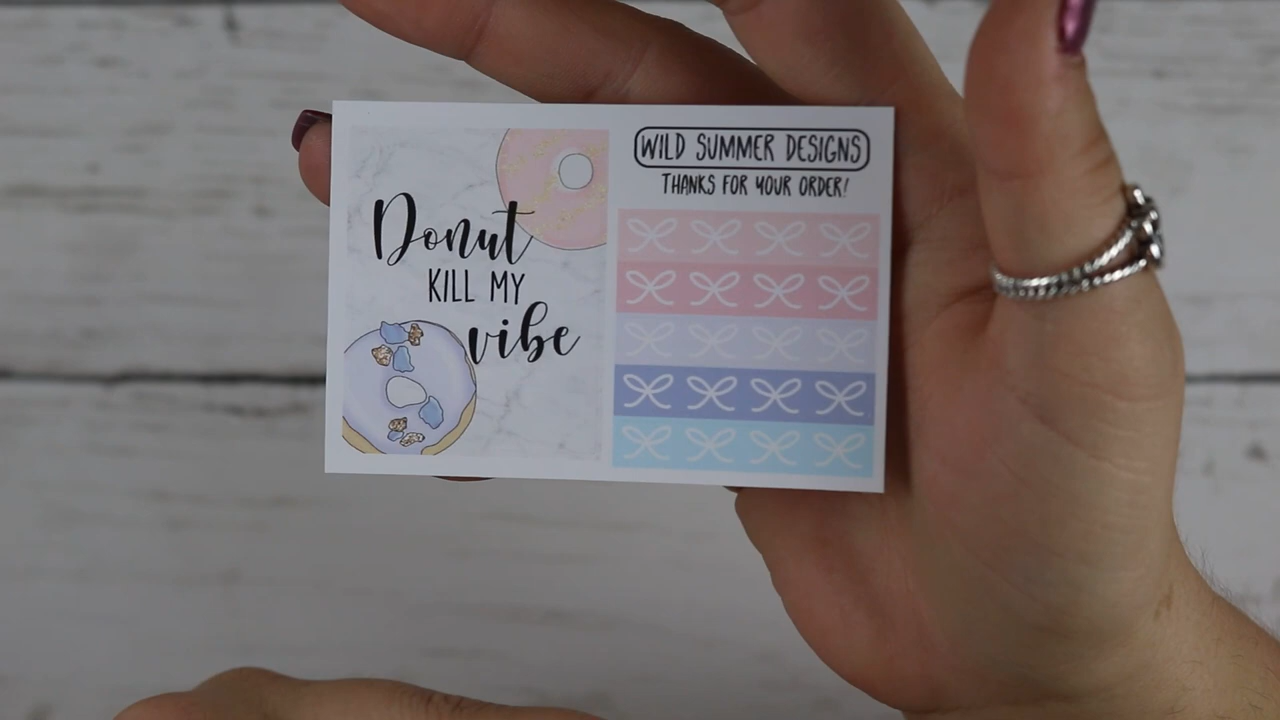 Donut
KILL MY
vibe
WILD SUMMER DESIGNS
THANKS FOR YOUR ORDER!